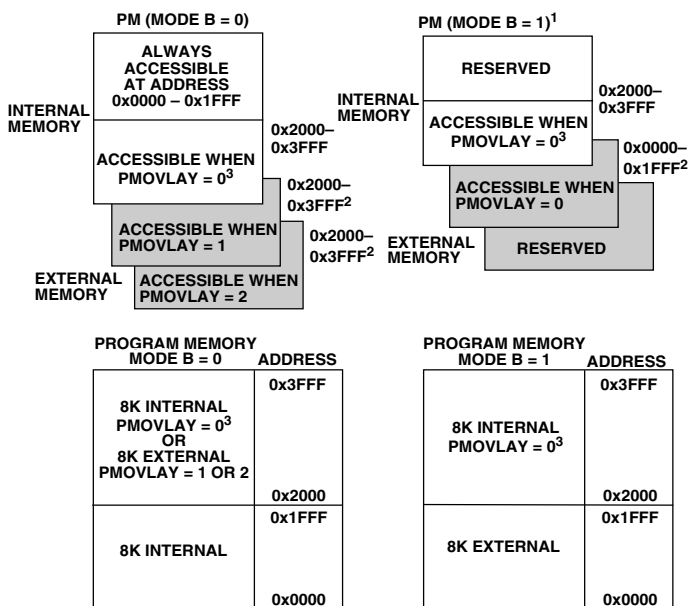 PM (MODE B = 0)
ALWAYS
ACCESSIBLE
AT ADDRESS
0x0000 – 0x1FFF
INTERNAL
MEMORY
0x2000–
0x3FFF
ACCESSIBLE WHEN
PMOVLAY = 0³
0x2000–
0x3FFF²
ACCESSIBLE WHEN
PMOVLAY = 1
0x2000–
0x3FFF²
EXTERNAL
MEMORY
ACCESSIBLE WHEN
PMOVLAY = 2
PM (MODE B = 1)¹
RESERVED
INTERNAL
MEMORY
0x2000–
0x3FFF
ACCESSIBLE WHEN
PMOVLAY = 0³
0x0000–
0x1FFF²
ACCESSIBLE WHEN
PMOVLAY = 0
EXTERNAL
MEMORY
RESERVED
PROGRAM MEMORY
MODE B = 0
ADDRESS
0x3FFF
8K INTERNAL
PMOVLAY = 0³
OR
8K EXTERNAL
PMOVLAY = 1 OR 2
0x2000
0x1FFF
8K INTERNAL
0x0000
PROGRAM MEMORY
MODE B = 1
ADDRESS
0x3FFF
8K INTERNAL
PMOVLAY = 0³
0x2000
0x1FFF
8K EXTERNAL
0x0000